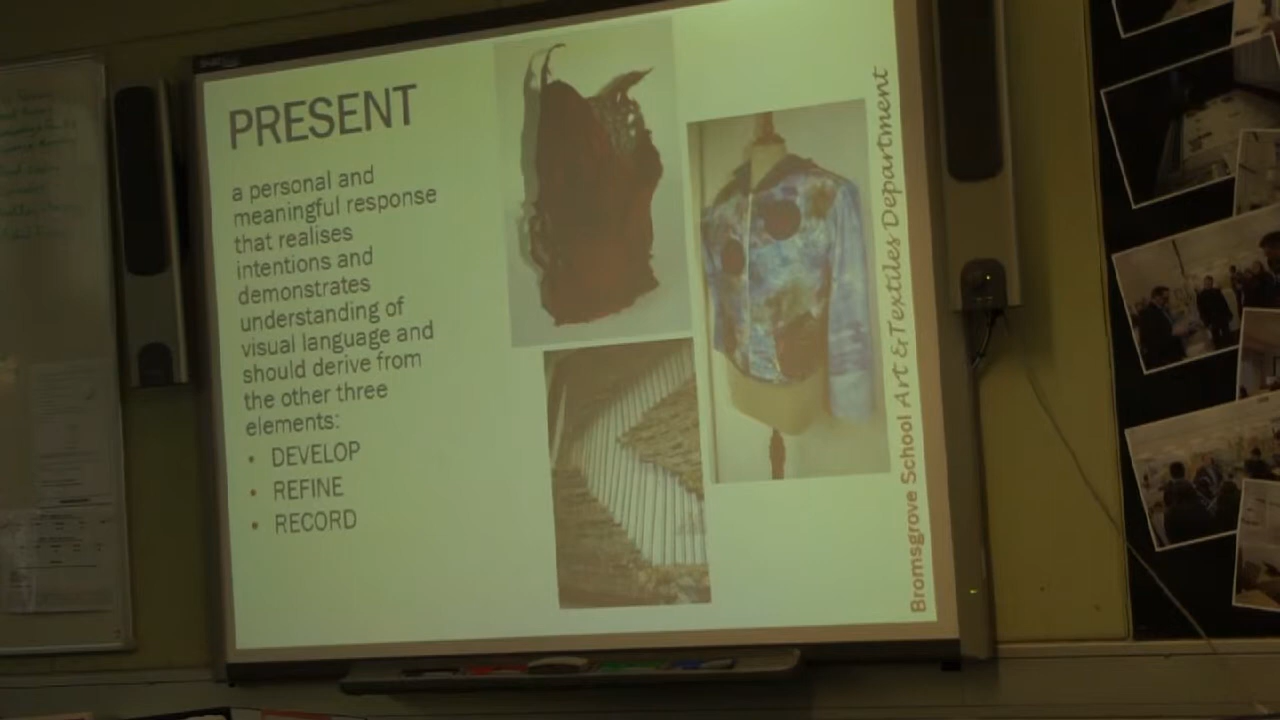 PRESENT
a personal and
meaningful response
that realises
intentions and
demonstrates
understanding of
visual language and
should derive from
the other three
elements:
• DEVELOP
• REFINE
• RECORD
Bromsgrove School Art & Textiles Department